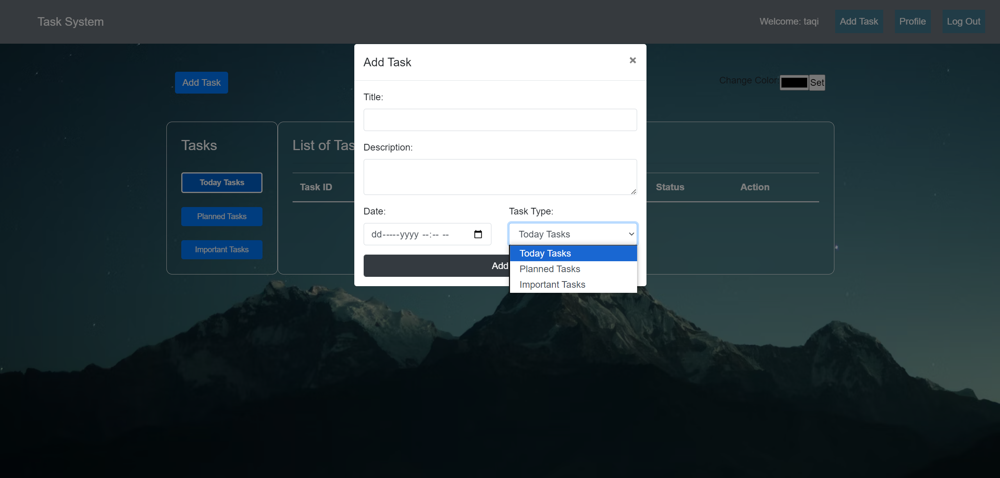 Task System
Welcome: taqi
Add Task
Profile
Log Out
Add Task
Change Color:
Set
Add Task
×
Title:
Description:
Date:
dd-----yyyy --:-- --
Task Type:
Today Tasks
Today Tasks
Planned Tasks
Important Tasks
Add
Tasks
Today Tasks
Planned Tasks
Important Tasks
List of Tas
Task ID
Status
Action